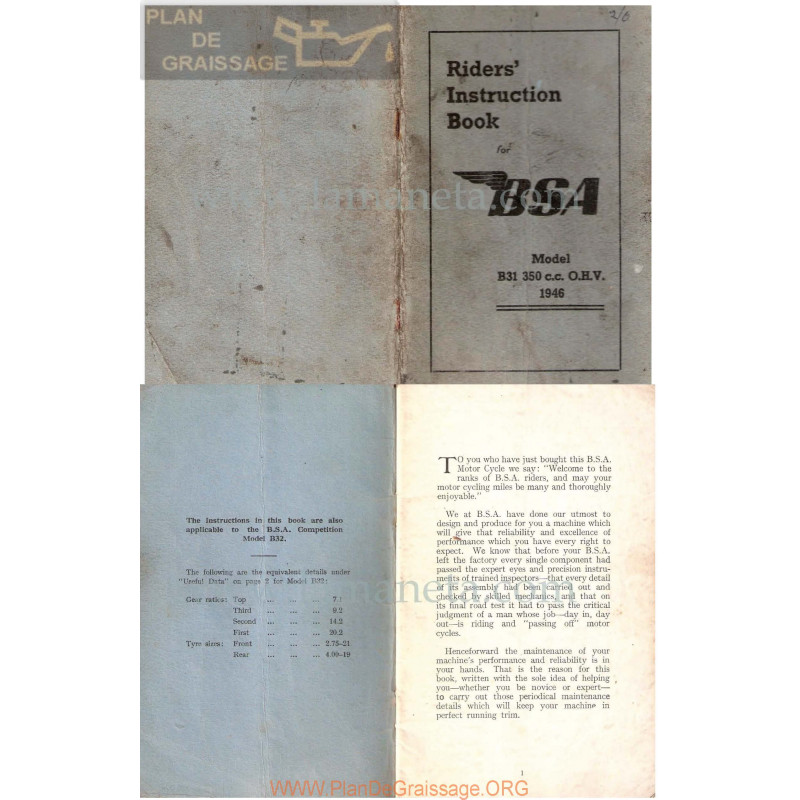 PLAN
DE
GRAISSAGE
2/6
Riders'
Instruction
Book
for
BSA
Model
B31 350 c.c. O.H.V.
1946
The Instructions in this book are also
applicable to the B.S.A. Competition
Model B32.
The following are the equivalent details under
"Useful Data" on page 2 for Model B32:
Gear ratios: Top ... ... ... 7.1
Third ... ... ... 9.2
Second ... ... ... 14.2
First ... ... ... 20.2
Tyre sizes: Front ... ... ... 2.75–21
Rear ... ... ... 4.00–19
TO you who have just bought this B.S.A.
Motor Cycle we say: "Welcome to the
ranks of B.S.A. riders, and may your
motor cycling miles be many and thoroughly
enjoyable."
We at B.S.A. have done our utmost to
design and produce for you a machine which
will give that reliability and excellence of
performance which you have every right to
expect. We know that before your B.S.A.
left the factory every single component had
passed the expert eyes and precision instru-
ments of trained inspectors—that every detail
of assembly had been carried out and
checked by skilled mechanics and that on
its final road test it had to pass the critical
judgment of a man whose job—day in, day
out—is riding and "passing off" motor
cycles.
Henceforward the maintenance of your
machine's performance and reliability is in
your hands. That is the reason for this
book, written with the sole idea of helping
you—whether you be novice or expert—
to carry out those periodical maintenance
details which will keep your machine in
perfect running trim.
1
www.PlanDeGraissage.ORG